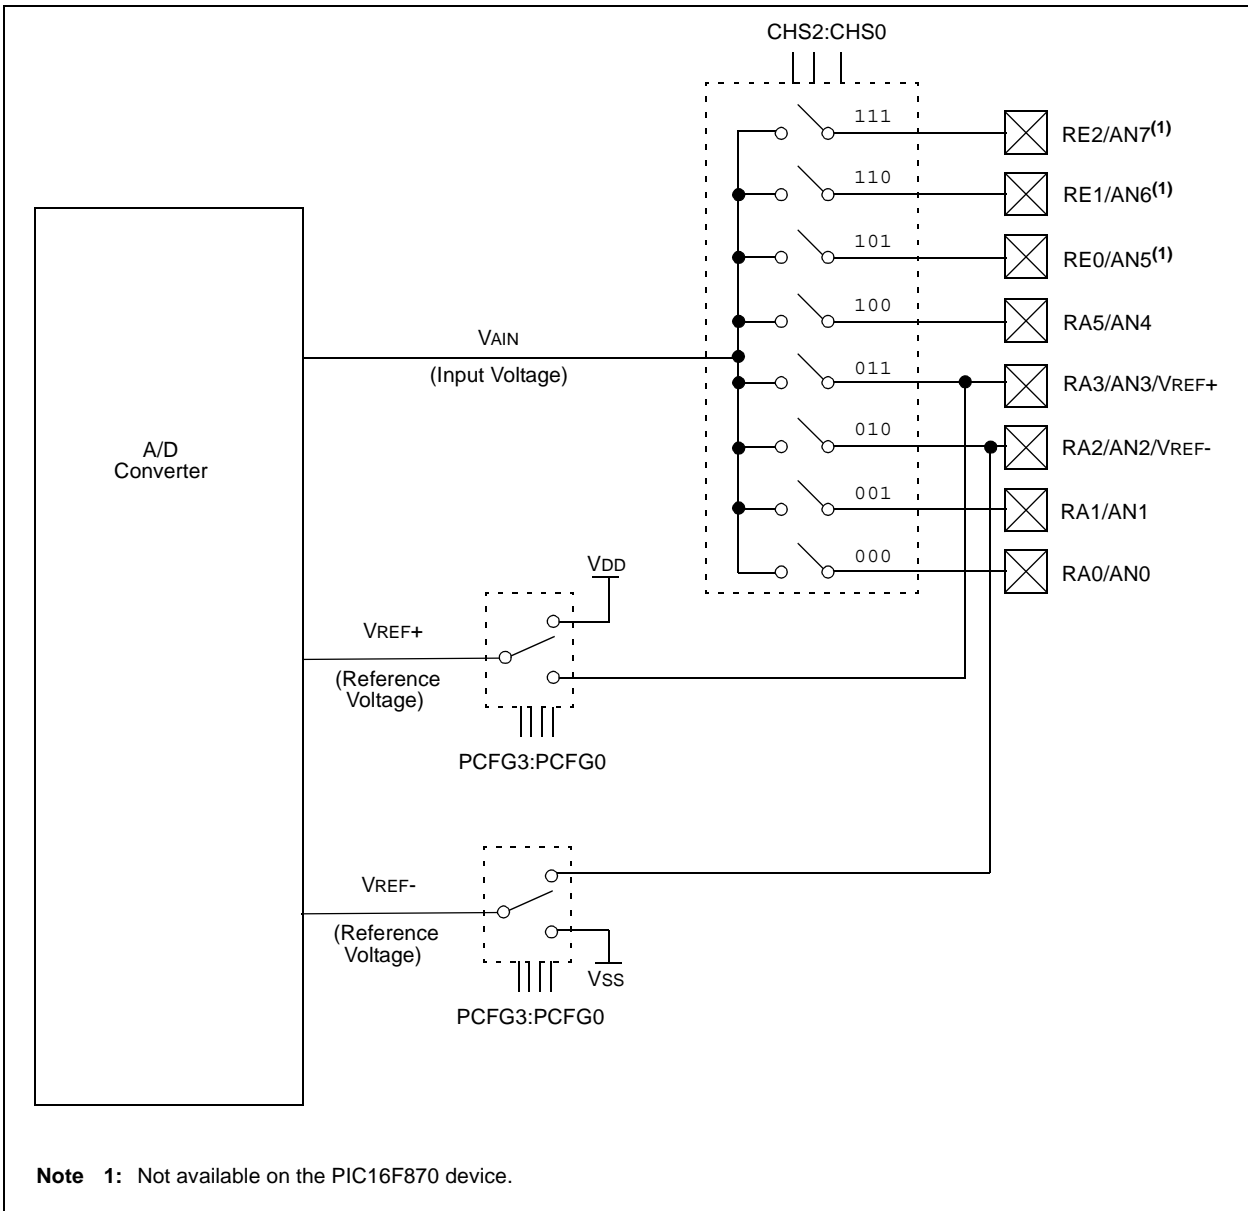 CHS2:CHS0
111
RE2/AN7(1)
110
RE1/AN6(1)
101
RE0/AN5(1)
100
RA5/AN4
VAIN
(Input Voltage)
011
RA3/AN3/VREF+
010
RA2/AN2/VREF-
A/D
Converter
001
RA1/AN1
000
RA0/AN0
VDD
VREF+
(Reference
Voltage)
PCFG3:PCFG0
VREF-
(Reference
Voltage)
VSS
PCFG3:PCFG0
Note 1: Not available on the PIC16F870 device.